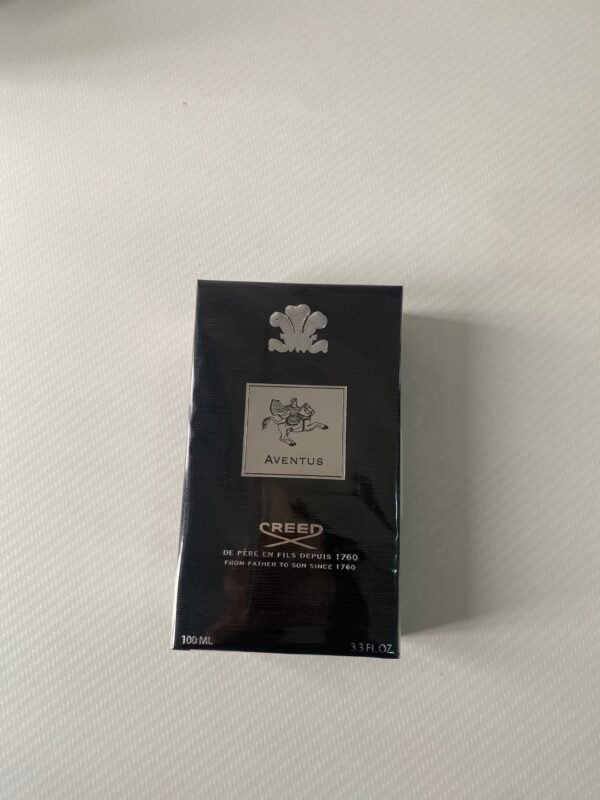 AVENTUS
CREED
DE PÈRE EN FILS DEPUIS 1760
FROM FATHER TO SON SINCE 1760
100 ML
3.3 FL.OZ.